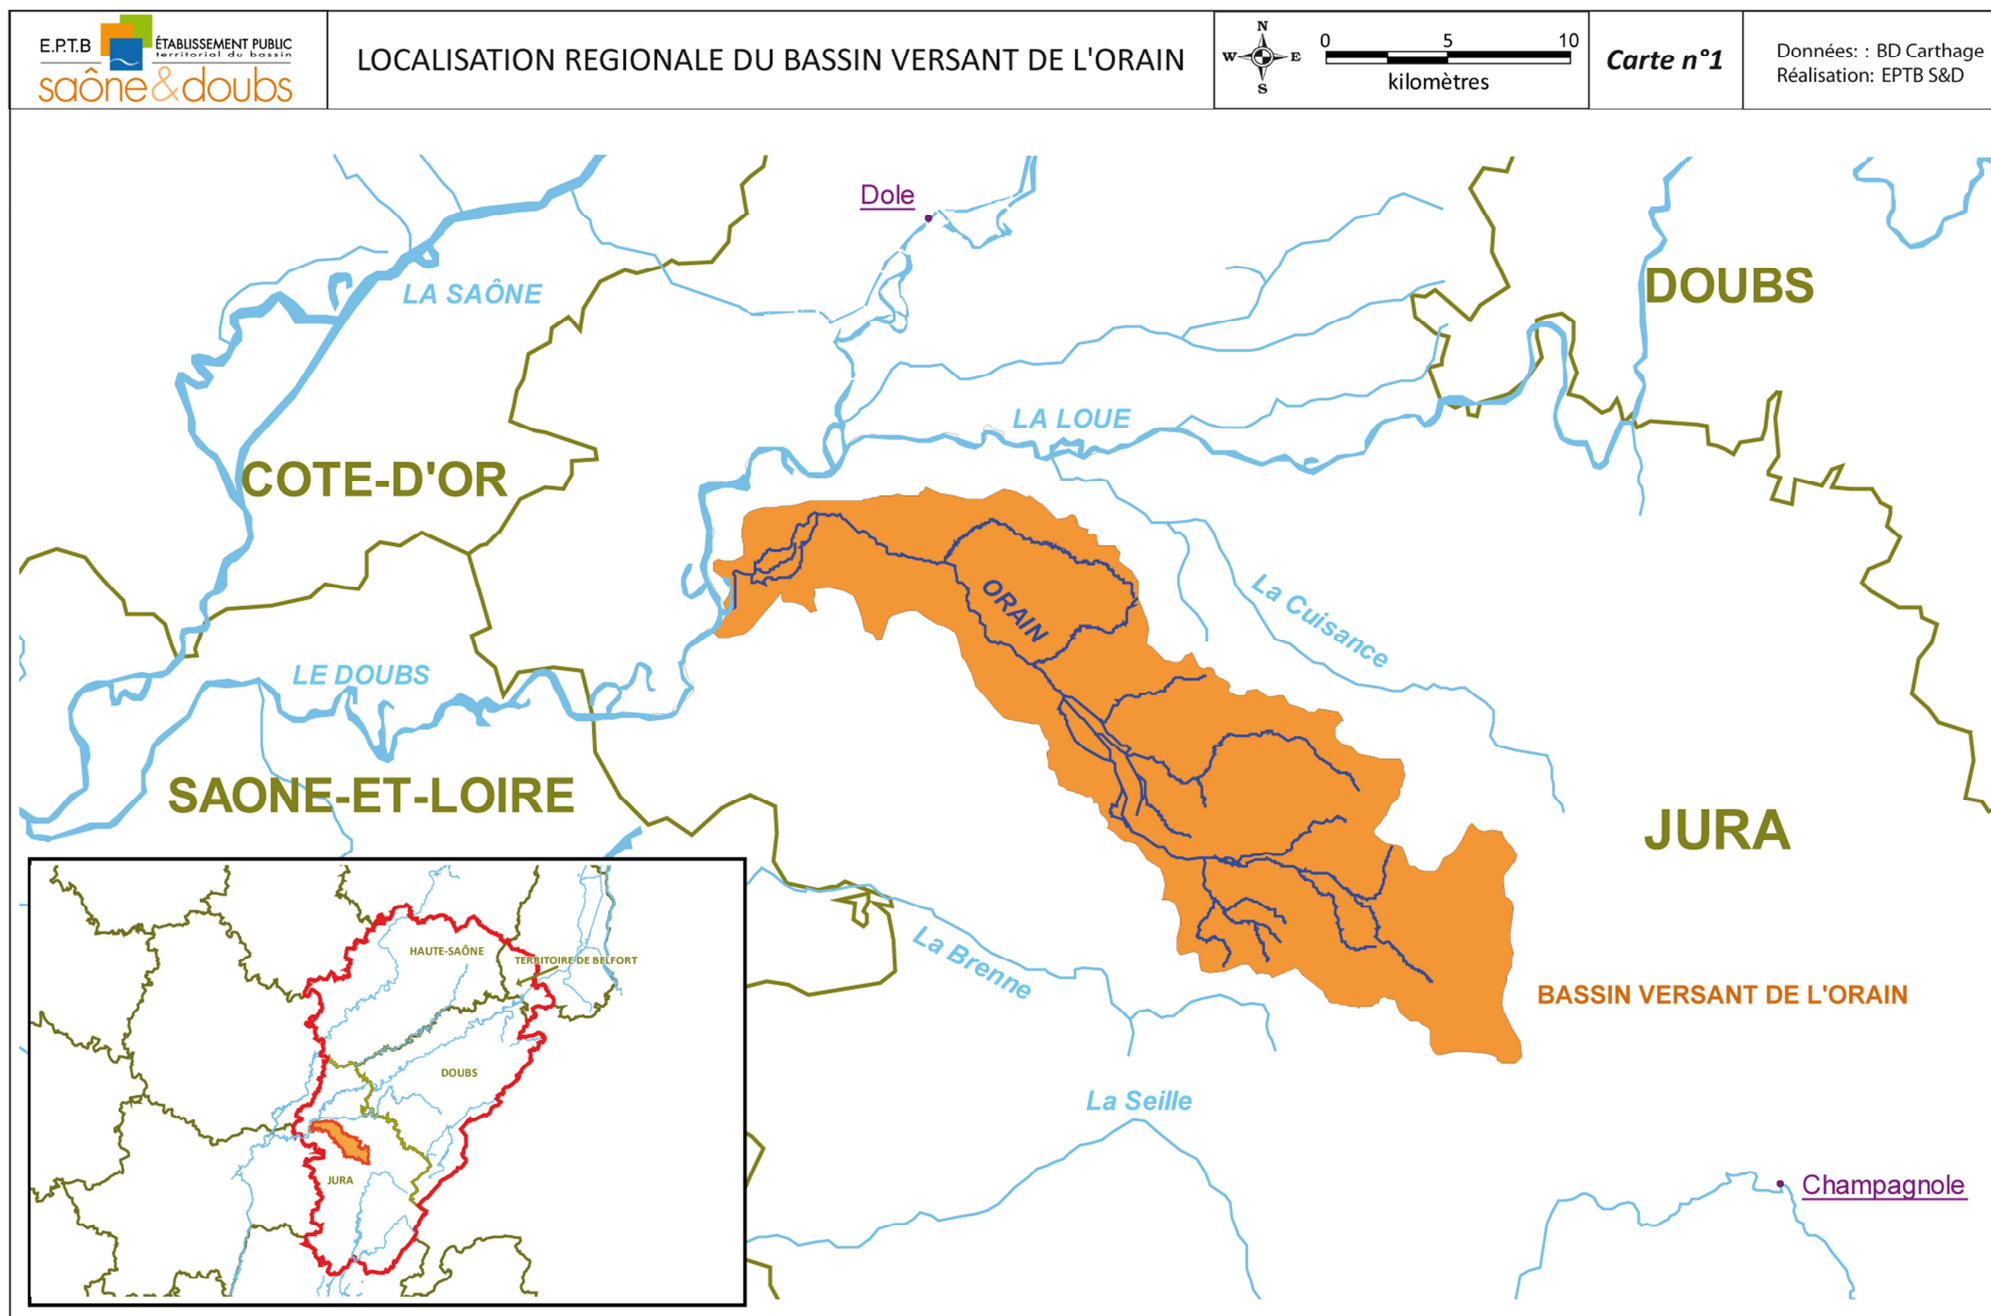 E.P.T.B
ÉTABLISSEMENT PUBLIC
territorial du bassin
saône&doubs
LOCALISATION REGIONALE DU BASSIN VERSANT DE L'ORAIN
N
W E
S
0 5 10
kilomètres
Carte n°1
Données: : BD Carthage
Réalisation: EPTB S&D
Dole
LA SAÔNE
DOUBS
LA LOUE
COTE-D'OR
ORAIN
La Cuisance
LE DOUBS
SAONE-ET-LOIRE
JURA
La Brenne
BASSIN VERSANT DE L'ORAIN
La Seille
Champagnole
HAUTE-SAÔNE
TERRITOIRE DE BELFORT
DOUBS
JURA